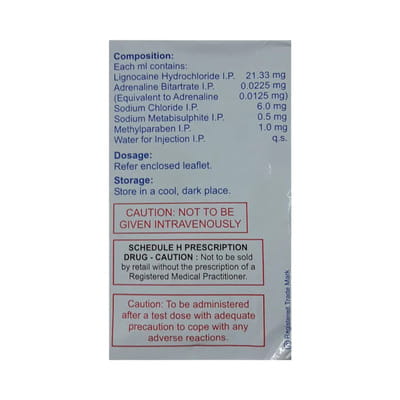 Composition:
Each ml contains:
Lignocaine Hydrochloride I.P. 21.33 mg
Adrenaline Bitartrate I.P. 0.0225 mg
(Equivalent to Adrenaline 0.0125 mg)
Sodium Chloride I.P. 6.0 mg
Sodium Metabisulphite I.P. 0.5 mg
Methylparaben I.P. 1.0 mg
Water for Injection I.P. q.s.
Dosage:
Refer enclosed leaflet.
Storage:
Store in a cool, dark place.
CAUTION: NOT TO BE
GIVEN INTRAVENOUSLY
SCHEDULE H PRESCRIPTION
DRUG - CAUTION : Not to be sold
by retail without the prescription of a
Registered Medical Practitioner.
Caution: To be administered
after a test dose with adequate
precaution to cope with any
adverse reactions.
® Registered Trade Mark